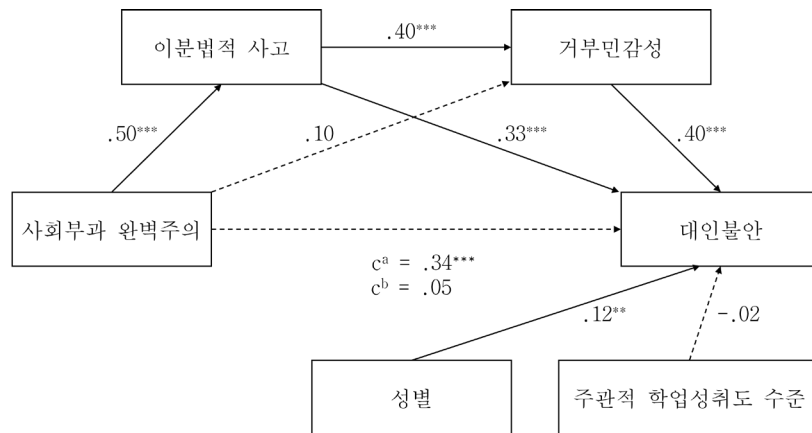 .40***
이분법적 사고
거부민감성
.50***
.10
.33***
.40***
사회부과 완벽주의
대인불안
cᵃ = .34***
cᵇ = .05
.12**
-.02
성별
주관적 학업성취도 수준